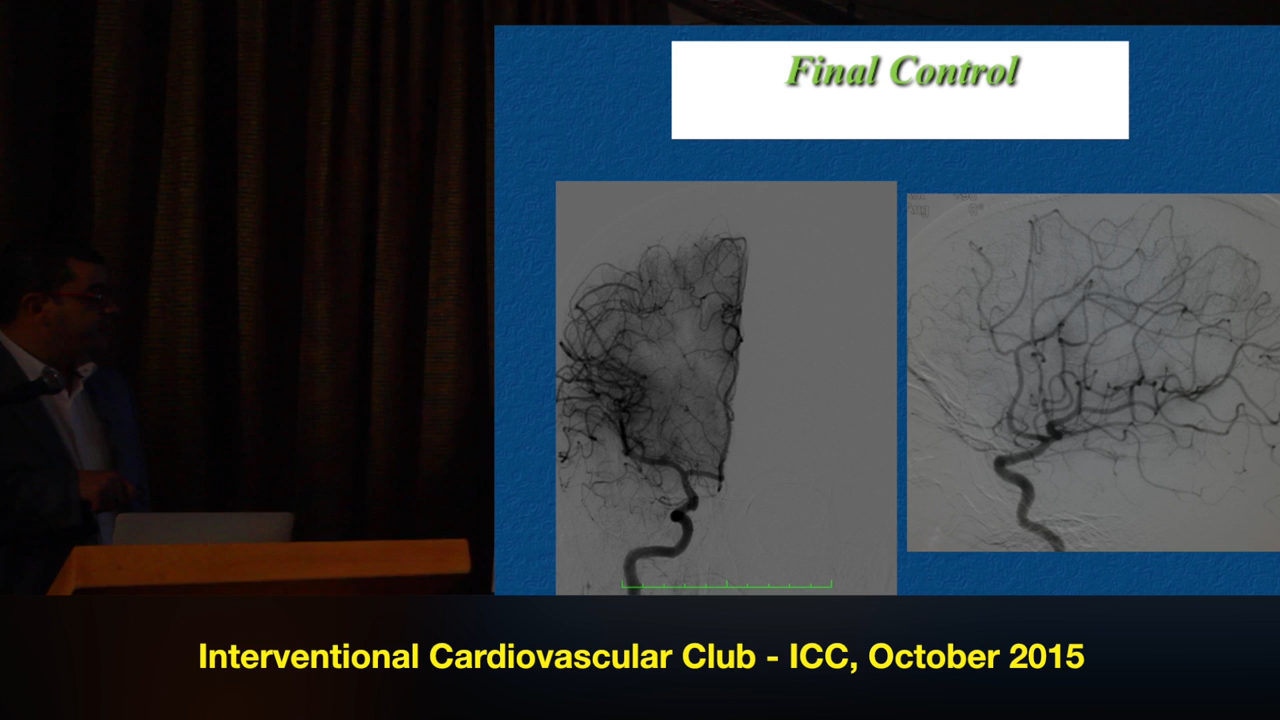 Final Control
Interventional Cardiovascular Club - ICC, October 2015